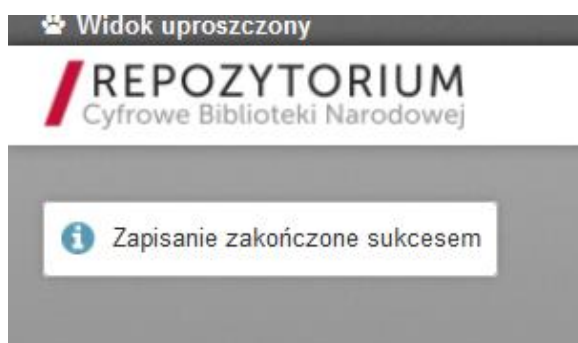 Widok uproszczony
REPOZYTORIUM
Cyfrowe Biblioteki Narodowej
Zapisanie zakończone sukcesem